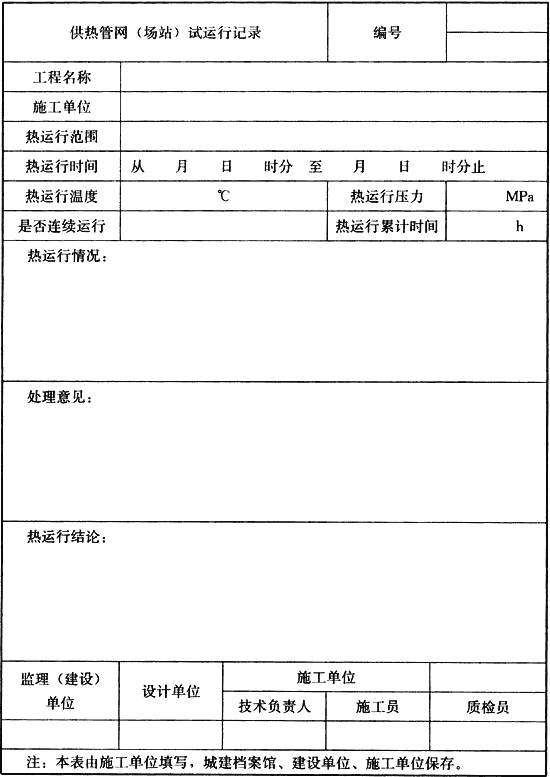 供热管网（场站）试运行记录 编号
工程名称
施工单位
热运行范围
热运行时间 从 月 日 时分 至 月 日 时分止
热运行温度 ℃ 热运行压力 MPa
是否连续运行 热运行累计时间 h
热运行情况：
处理意见：
热运行结论：
监理（建设）单位 设计单位 施工单位
技术负责人 施工员 质检员
注：本表由施工单位填写，城建档案馆、建设单位、施工单位保存。